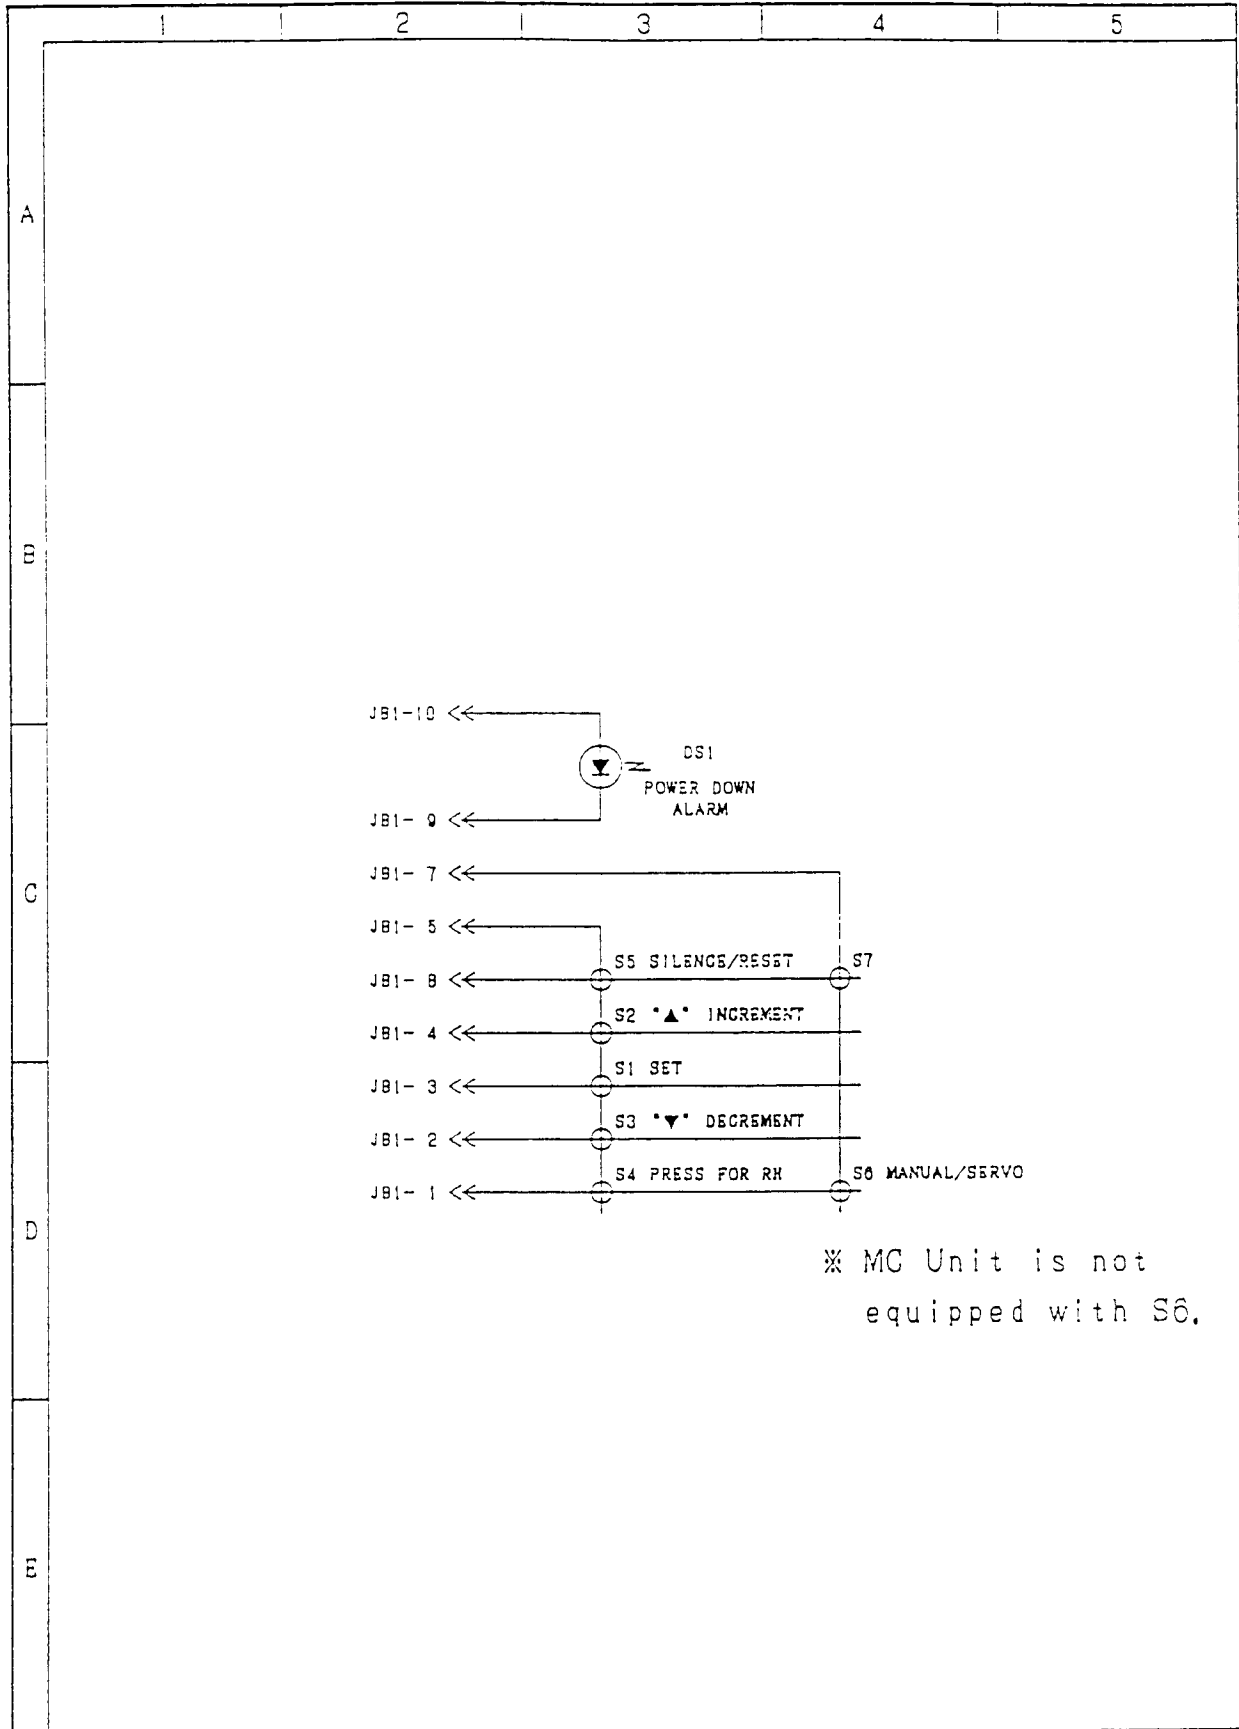 1 2 3 4 5
A
B
JB1-10
DS1
POWER DOWN
ALARM
JB1- 9
C
JB1- 7
JB1- 5
S5 SILENCE/RESET S7
JB1- 8
S2 "▲" INCREMENT
JB1- 4
S1 SET
JB1- 3
S3 "▼" DECREMENT
JB1- 2
S4 PRESS FOR RH S6 MANUAL/SERVO
JB1- 1
D
※ MC Unit is not
equipped with S6.
E